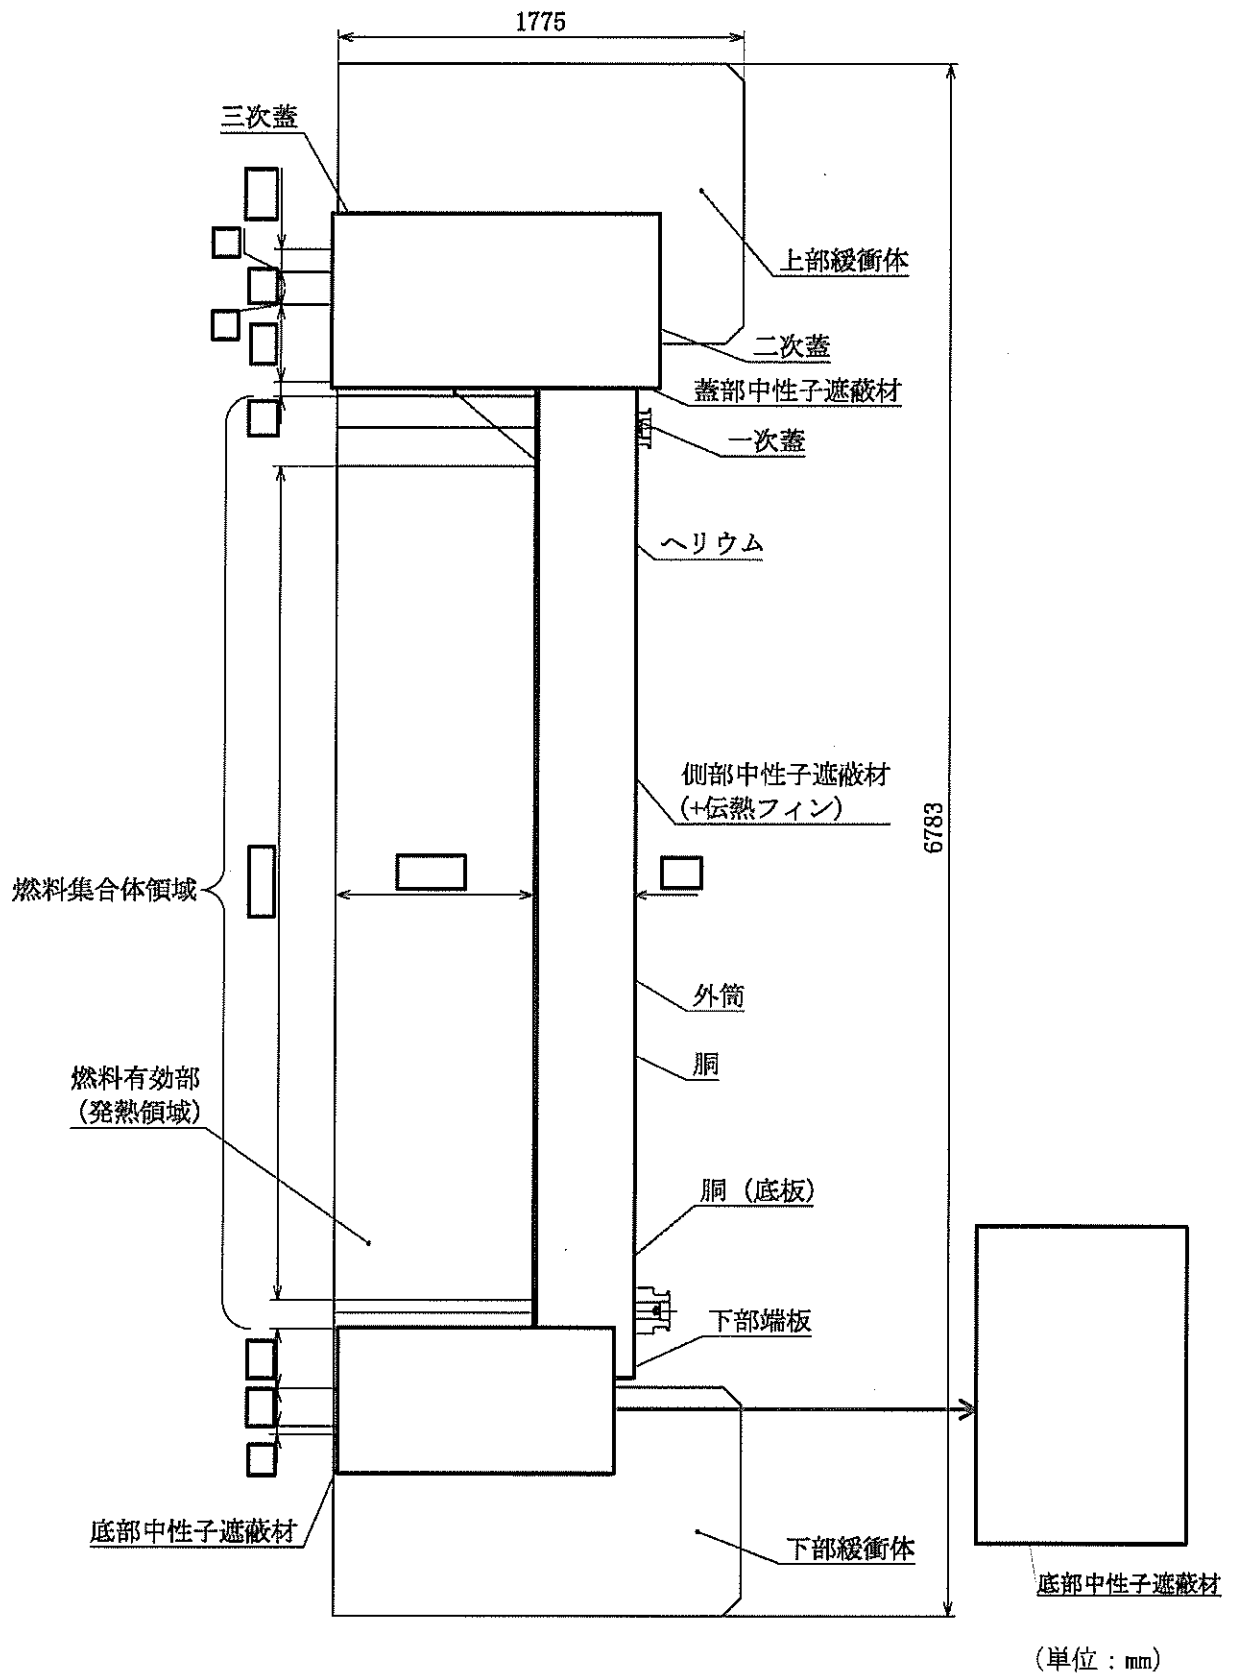 1775
三次蓋
上部緩衝体
二次蓋
蓋部中性子遮蔽材
一次蓋
ヘリウム
側部中性子遮蔽材
(+伝熱フィン)
6783
燃料集合体領域
外筒
胴
燃料有効部
(発熱領域)
胴 (底板)
下部端板
底部中性子遮蔽材
下部緩衝体
底部中性子遮蔽材
(単位：mm)